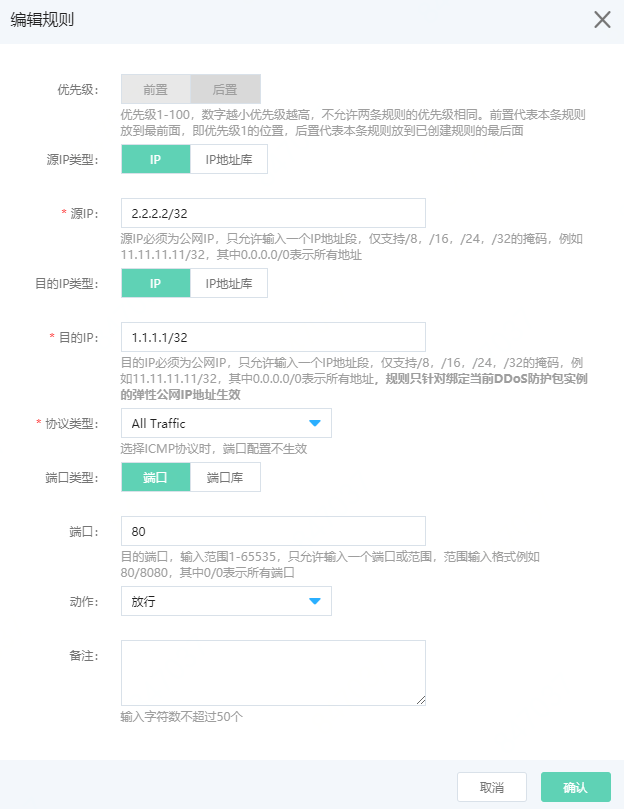 编辑规则
优先级：
前置
后置
优先级1-100，数字越小优先级越高，不允许两条规则的优先级相同。前置代表本条规则
放到最前面，即优先级1的位置，后置代表本条规则放到已创建规则的最后面
源IP类型：
IP
IP地址库
* 源IP：
2.2.2.2/32
源IP必须为公网IP，只允许输入一个IP地址段，仅支持/8，/16，/24，/32的掩码，例如
11.11.11.11/32，其中0.0.0.0/0表示所有地址
目的IP类型：
IP
IP地址库
* 目的IP：
1.1.1.1/32
目的IP必须为公网IP，只允许输入一个IP地址段，仅支持/8，/16，/24，/32的掩码，例
如11.11.11.11/32，其中0.0.0.0/0表示所有地址，规则只针对绑定当前DDoS防护包实例
的弹性公网IP地址生效
* 协议类型：
All Traffic
选择ICMP协议时，端口配置不生效
端口类型：
端口
端口库
端口：
80
目的端口，输入范围1-65535，只允许输入一个端口或范围，范围输入格式例如
80/8080，其中0/0表示所有端口
动作：
放行
备注：
输入字符数不超过50个
取消
确认